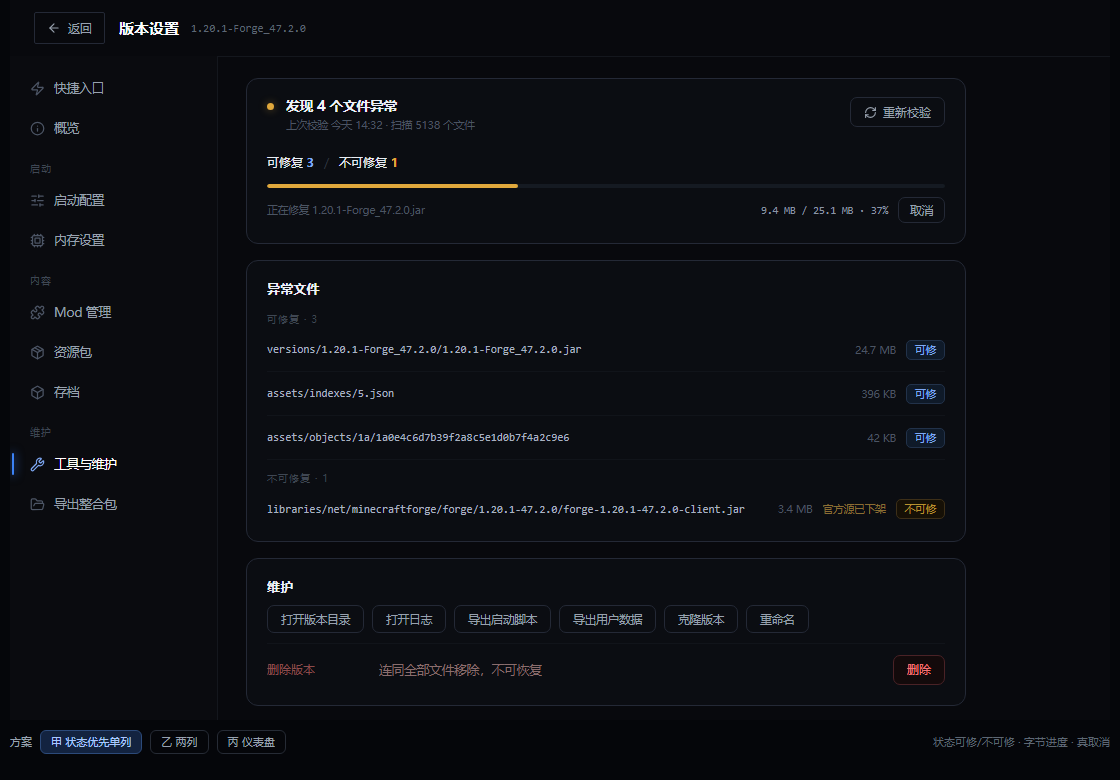 返回 版本设置 1.20.1-Forge_47.2.0
快捷入口
概览
启动
启动配置
内存设置
内容
Mod 管理
资源包
存档
维护
工具与维护
导出整合包
发现 4 个文件异常
上次校验 今天 14:32 · 扫描 5138 个文件
重新校验
可修复 3 / 不可修复 1
正在修复 1.20.1-Forge_47.2.0.jar 9.4 MB / 25.1 MB · 37% 取消
异常文件
可修复 · 3
versions/1.20.1-Forge_47.2.0/1.20.1-Forge_47.2.0.jar 24.7 MB 可修
assets/indexes/5.json 396 KB 可修
assets/objects/1a/1a0e4c6d7b39f2a8c5e1d0b7f4a2c9e6 42 KB 可修
不可修复 · 1
libraries/net/minecraftforge/forge/1.20.1-47.2.0/forge-1.20.1-47.2.0-client.jar 3.4 MB 官方源已下架 不可修
维护
打开版本目录 打开日志 导出启动脚本 导出用户数据 克隆版本 重命名
删除版本 连同全部文件移除，不可恢复 删除
方案 甲 状态优先单列 乙 两列 丙 仪表盘 状态可修/不可修 · 字节进度 · 真取消